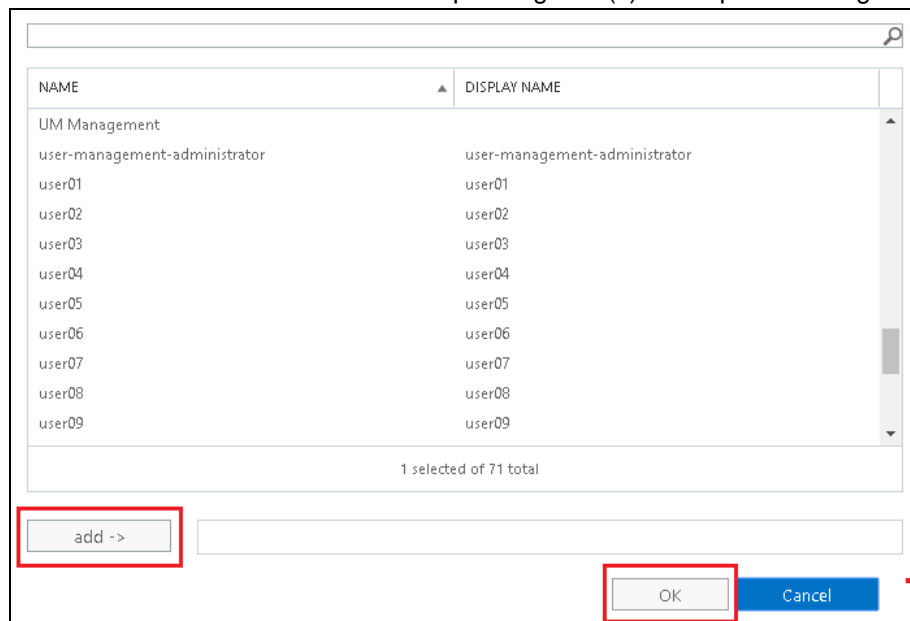 NAME DISPLAY NAME
UM Management
user-management-administrator user-management-administrator
user01 user01
user02 user02
user03 user03
user04 user04
user05 user05
user06 user06
user07 user07
user08 user08
user09 user09
1 selected of 71 total
add ->
OK Cancel